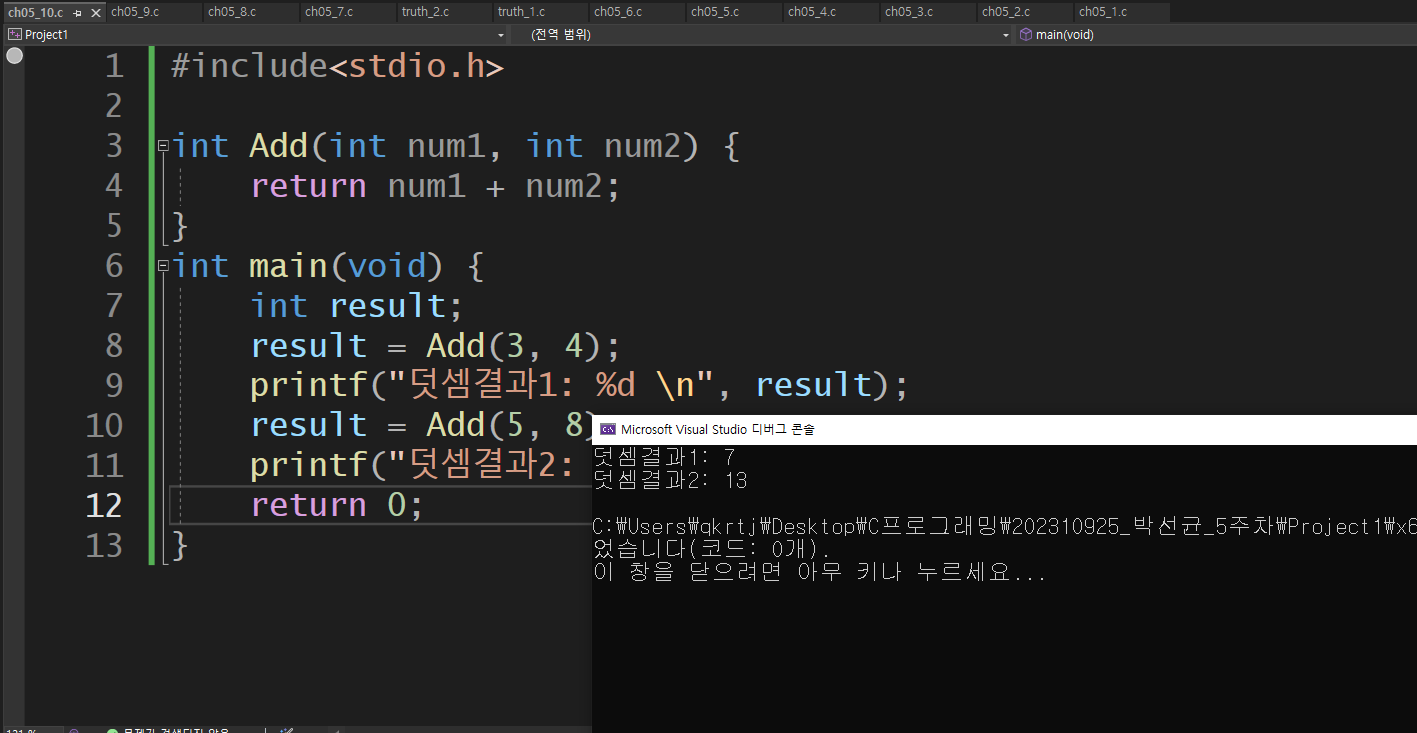 ch05_10.c ch05_9.c ch05_8.c ch05_7.c truth_2.c truth_1.c ch05_6.c ch05_5.c ch05_4.c ch05_3.c ch05_2.c ch05_1.c
Project1 (전역 범위) main(void)
1 #include<stdio.h>
2
3 int Add(int num1, int num2) {
4 return num1 + num2;
5 }
6 int main(void) {
7 int result;
8 result = Add(3, 4);
9 printf("덧셈결과1: %d \n", result);
10 result = Add(5, 8)
11 printf("덧셈결과2:
12 return 0;
13 }
Microsoft Visual Studio 디버그 콘솔
덧셈결과1: 7
덧셈결과2: 13
C:₩Users₩qkrtj₩Desktop₩C프로그래밍₩202310925_박선균_5주차₩Project1₩x6
었습니다(코드: 0개).
이 창을 닫으려면 아무 키나 누르세요...